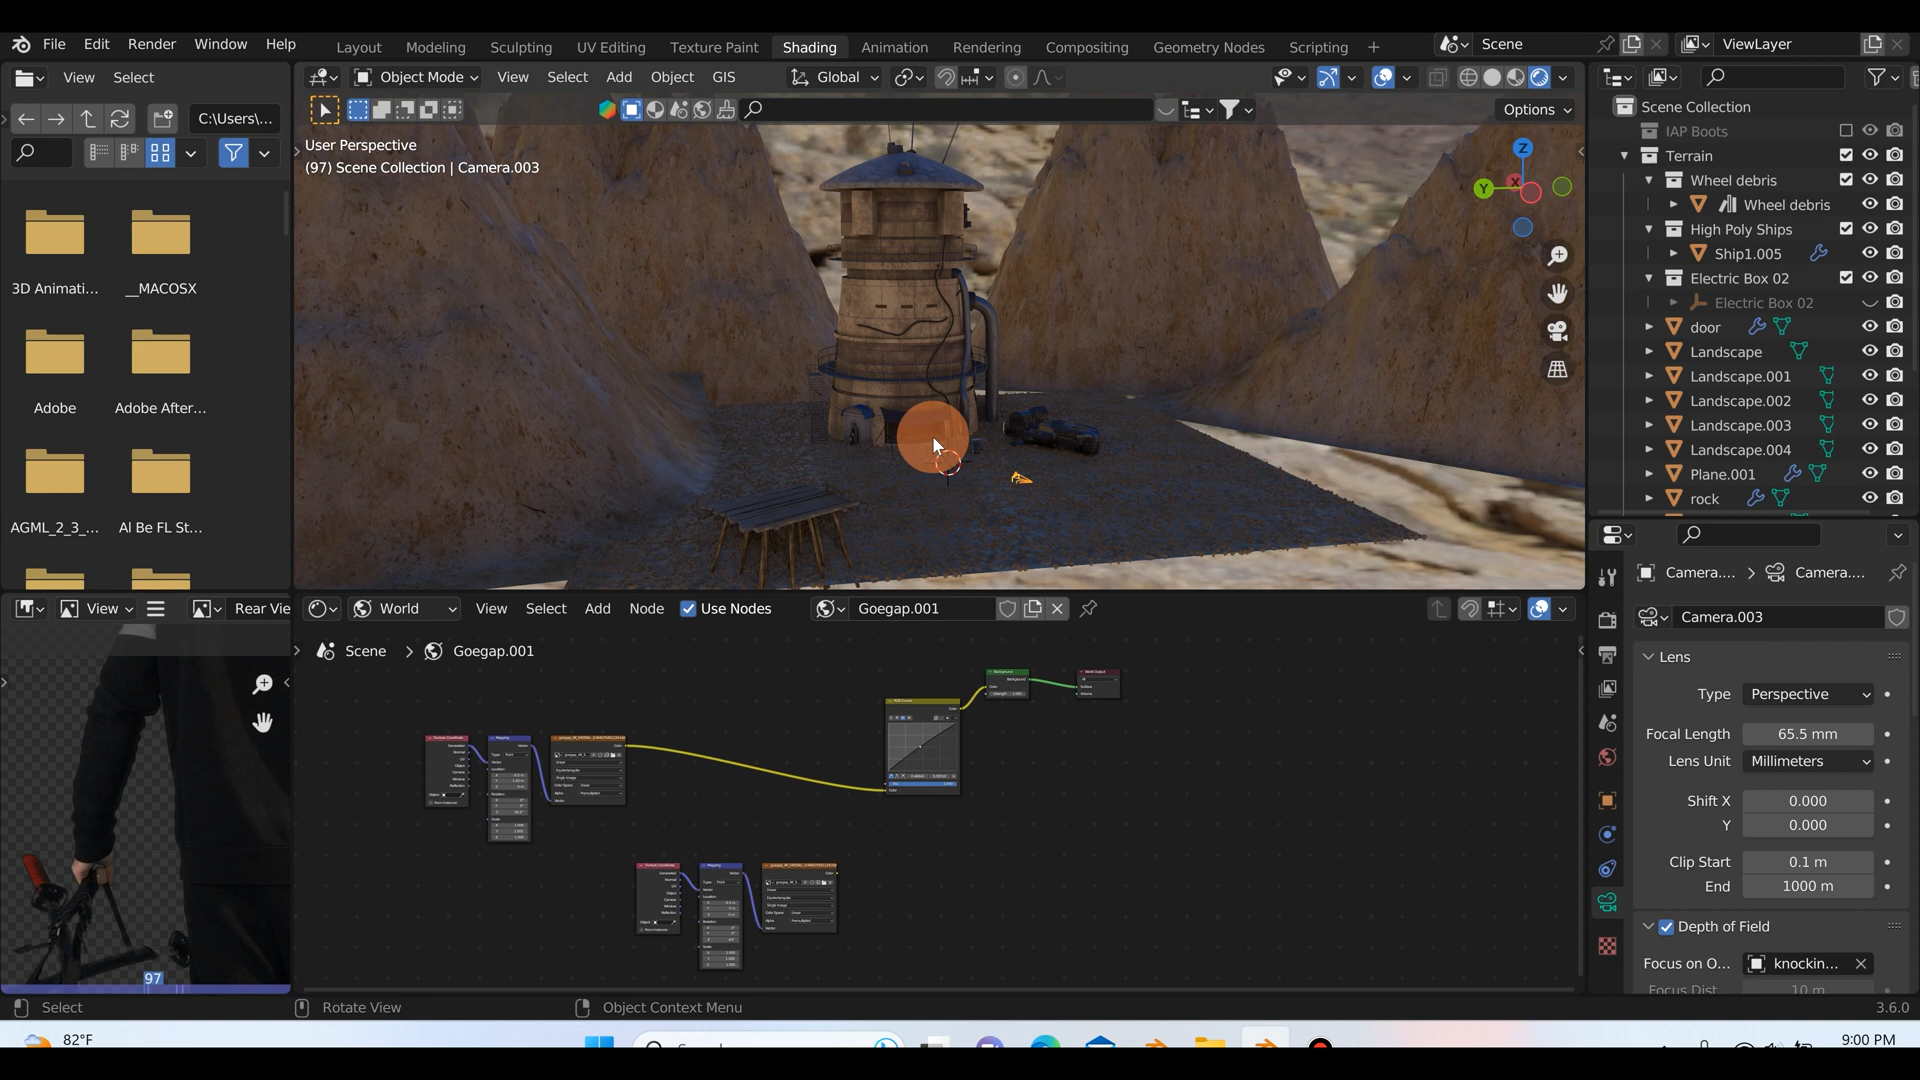 File Edit Render Window Help
Layout Modeling Sculpting UV Editing Texture Paint Shading Animation Rendering Compositing Geometry Nodes Scripting +
Scene
ViewLayer
View Select
Object Mode View Select Add Object GIS
Global
C:\Users\...
Options
User Perspective
(97) Scene Collection | Camera.003
Z
Y
X
3D Animati...
__MACOSX
Adobe
Adobe After...
AGML_2_3_...
AI Be FL St...
Scene Collection
IAP Boots
Terrain
Wheel debris
Wheel debris
High Poly Ships
Ship1.005
Electric Box 02
Electric Box 02
door
Landscape
Landscape.001
Landscape.002
Landscape.003
Landscape.004
Plane.001
rock
View
Rear Vie
World View Select Add Node Use Nodes
Goegap.001
Scene > Goegap.001
97
Camera....
Camera....
Camera.003
Lens
Type Perspective
Focal Length 65.5 mm
Lens Unit Millimeters
Shift X 0.000
Y 0.000
Clip Start 0.1 m
End 1000 m
Depth of Field
Focus on O... knockin...
Focus Dist. 10 m
Select
Rotate View
Object Context Menu
3.6.0
82°F
9:00 PM